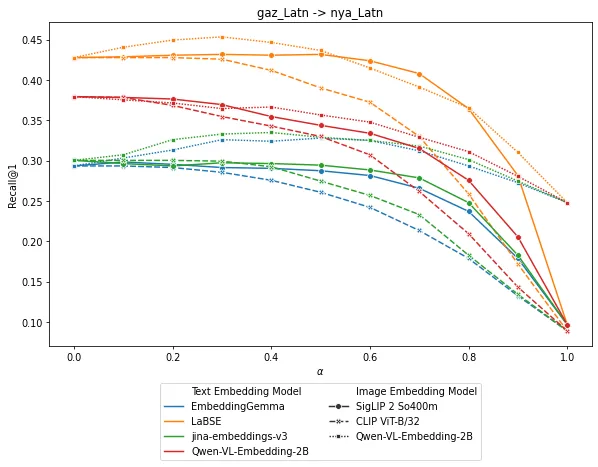 gaz_Latn -> nya_Latn
Recall@1
0.45
0.40
0.35
0.30
0.25
0.20
0.15
0.10
0.0 0.2 0.4 0.6 0.8 1.0
α
Text Embedding Model
EmbeddingGemma
LaBSE
jina-embeddings-v3
Qwen-VL-Embedding-2B
Image Embedding Model
SigLIP 2 So400m
CLIP ViT-B/32
Qwen-VL-Embedding-2B